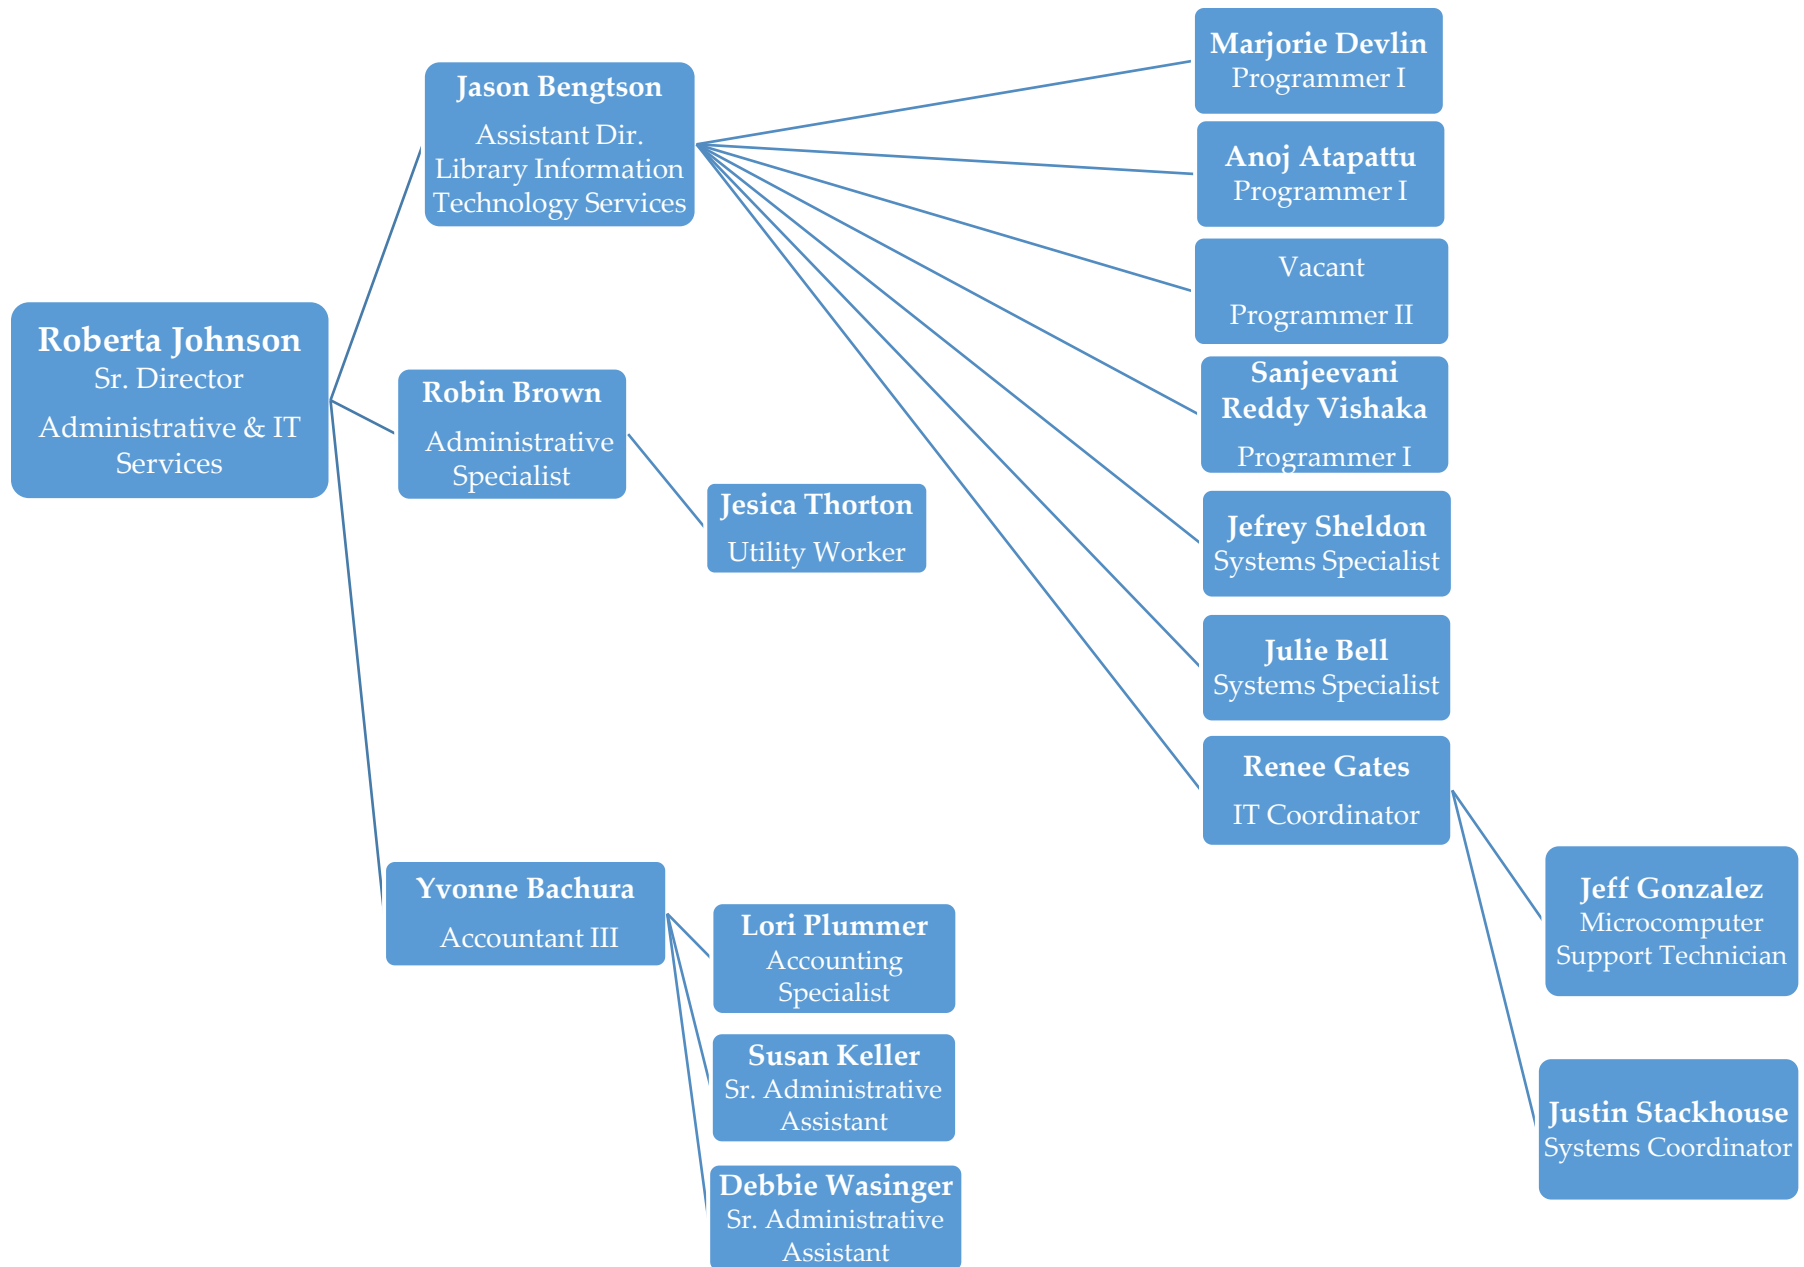 Roberta Johnson
Sr. Director
Administrative & IT
Services
Jason Bengtson
Assistant Dir.
Library Information
Technology Services
Robin Brown
Administrative
Specialist
Jesica Thorton
Utility Worker
Yvonne Bachura
Accountant III
Lori Plummer
Accounting
Specialist
Susan Keller
Sr. Administrative
Assistant
Debbie Wasinger
Sr. Administrative
Assistant
Marjorie Devlin
Programmer I
Anoj Atapattu
Programmer I
Vacant
Programmer II
Sanjeevani
Reddy Vishaka
Programmer I
Jefrey Sheldon
Systems Specialist
Julie Bell
Systems Specialist
Renee Gates
IT Coordinator
Jeff Gonzalez
Microcomputer
Support Technician
Justin Stackhouse
Systems Coordinator